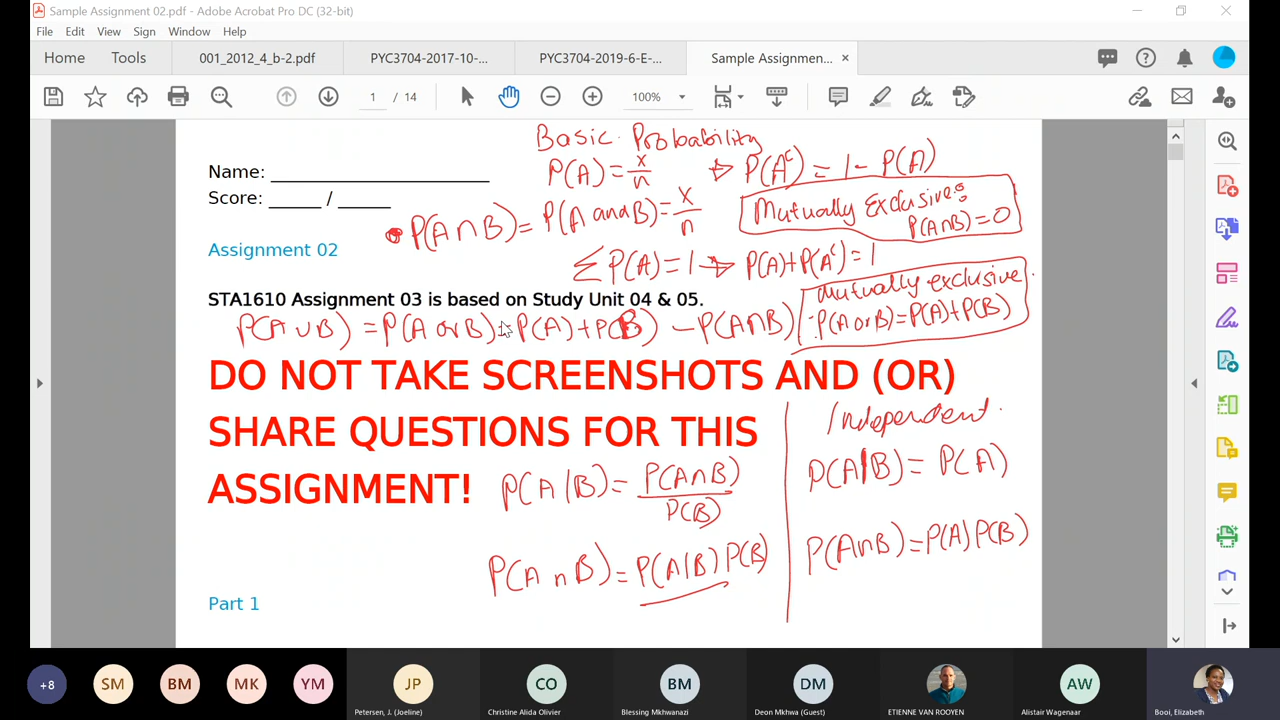 Sample Assignment 02.pdf - Adobe Acrobat Pro DC (32-bit)
File Edit View Sign Window Help
Home Tools 001_2012_4_b-2.pdf PYC3704-2017-10-... PYC3704-2019-6-E-... Sample Assignmen... ×
1 / 14 100%
Basic Probability
Name: ____________________
P(A) = x/n → P(Aᶜ) = 1 - P(A)
Score: _____ / _____
P(A∩B) = P(A and B) = x/n
Mutually exclusive:
P(A∩B) = 0
Assignment 02
∑ P(A) = 1 → P(A) + P(Aᶜ) = 1
Mutually exclusive
STA1610 Assignment 03 is based on Study Unit 04 & 05.
P(A∪B) = P(A or B) = P(A) + P(B) - P(A∩B)
P(A or B) = P(A) + P(B)
DO NOT TAKE SCREENSHOTS AND (OR)
SHARE QUESTIONS FOR THIS
ASSIGNMENT!
P(A|B) = P(A∩B)/P(B)
P(A∩B) = P(A|B) P(B)
Independent
P(A|B) = P(A)
P(A∩B) = P(A) P(B)
Part 1
+8 SM BM MK YM JP CO BM DM AW
Petersen, J. (Joeline) Christine Alida Olivier Blessing Mkhwanazi Deon Mkhwa (Guest) ETIENNE VAN ROOYEN Alistair Wagenaar Booi, Elizabeth